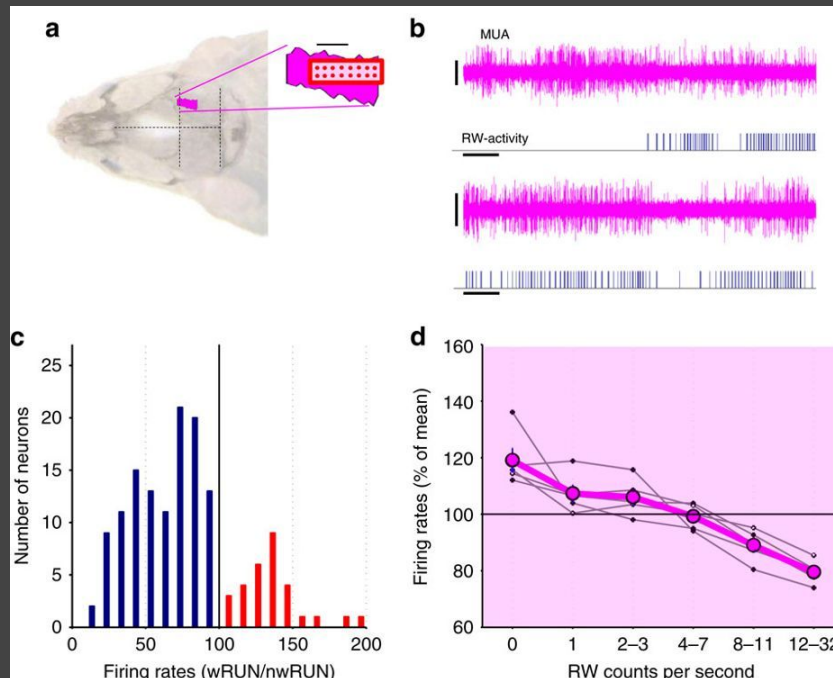 a
b
MUA
RW-activity
c
25
20
15
10
5
0
Number of neurons
0
50
100
150
200
Firing rates (wRUN/nwRUN)
d
160
140
120
100
80
60
Firing rates (% of mean)
0
1
2–3
4–7
8–11
12–32
RW counts per second